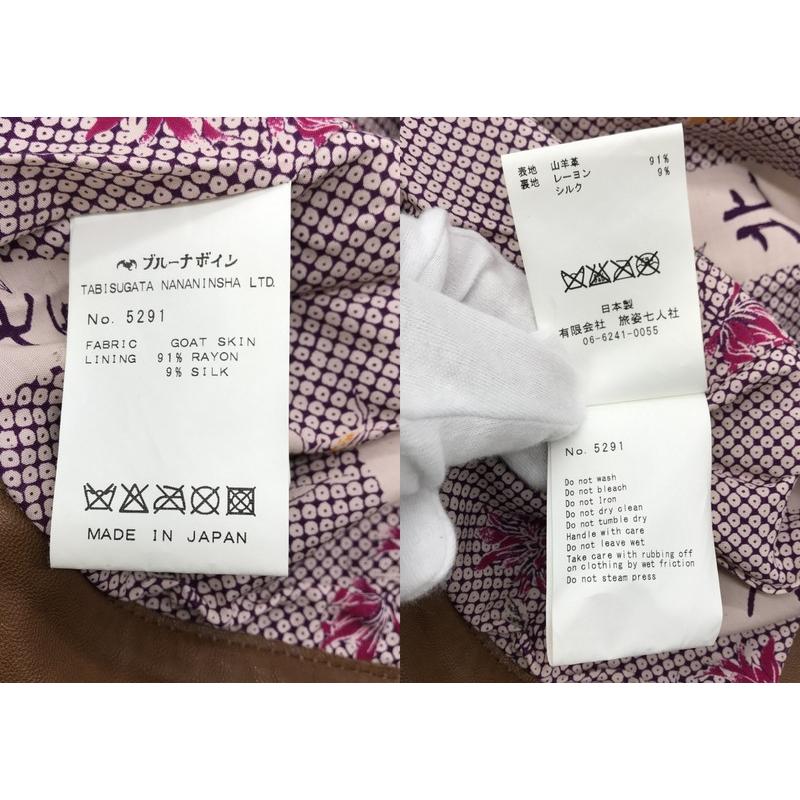 ブルーナボイン
TABISUGATA NANANINSHA LTD.
No. 5291
FABRIC GOAT SKIN
LINING 91% RAYON
9% SILK
MADE IN JAPAN
表地 山羊革
裏地 レーヨン 91%
シルク 9%
日本製
有限会社 旅姿七人社
06-6241-0055
No. 5291
Do not wash
Do not bleach
Do not Iron
Do not dry clean
Do not tumble dry
Handle with care
Do not leave wet
Take care with rubbing off
on clothing by wet friction
Do not steam press